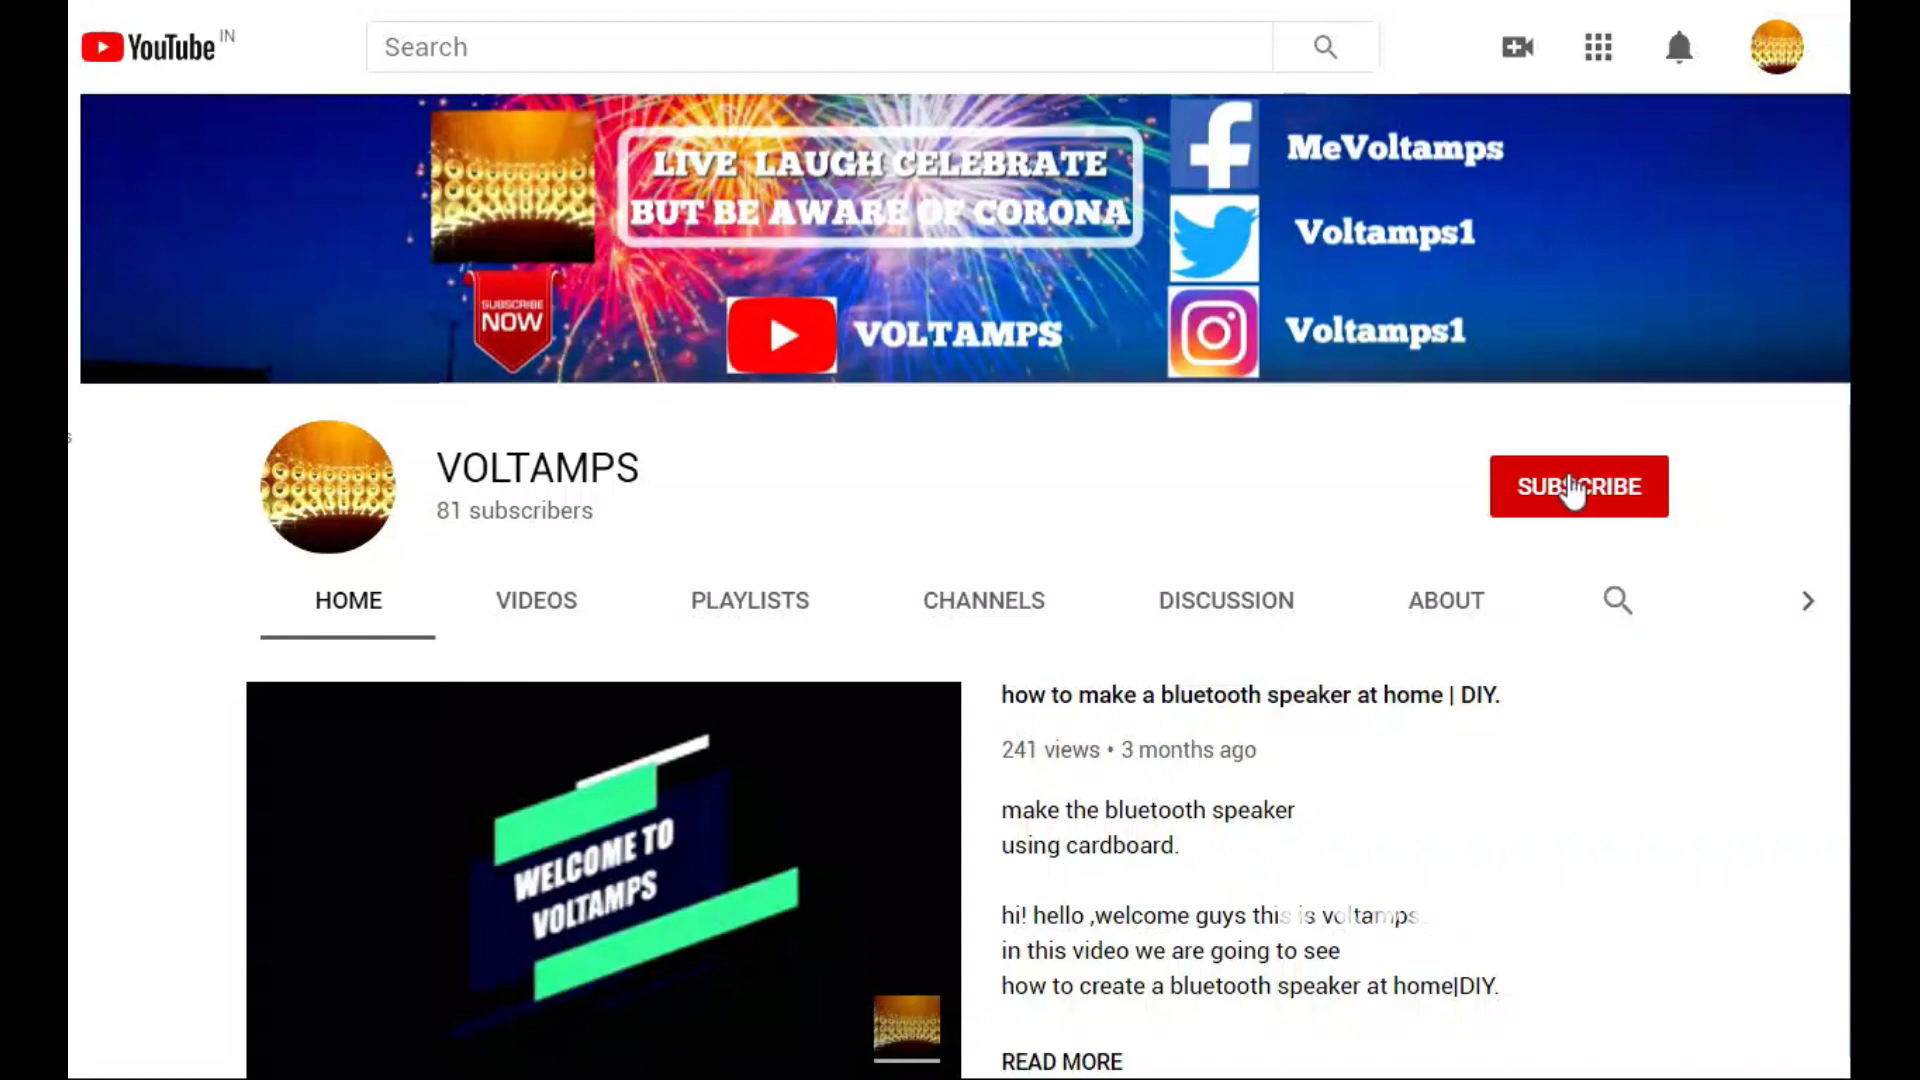 YouTube IN
Search
LIVE LAUGH CELEBRATE
BUT BE AWARE OF CORONA
MeVoltamps
Voltamps1
SUBSCRIBE
NOW
VOLTAMPS
Voltamps1
VOLTAMPS
81 subscribers
SUBSCRIBE
HOME VIDEOS PLAYLISTS CHANNELS DISCUSSION ABOUT
WELCOME TO
VOLTAMPS
how to make a bluetooth speaker at home | DIY.
241 views • 3 months ago
make the bluetooth speaker
using cardboard.
hi! hello ,welcome guys this is voltamps.
in this video we are going to see
how to create a bluetooth speaker at home|DIY.
READ MORE